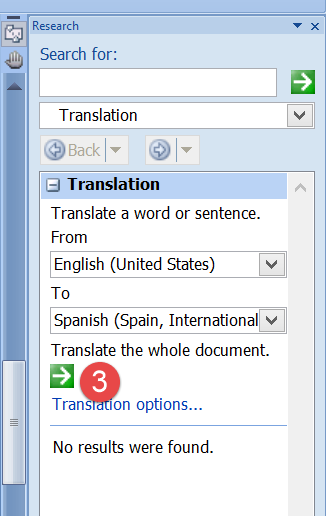 Research
Search for:
Translation
Back
Translation
Translate a word or sentence.
From
English (United States)
To
Spanish (Spain, International
Translate the whole document.
3
Translation options...
No results were found.